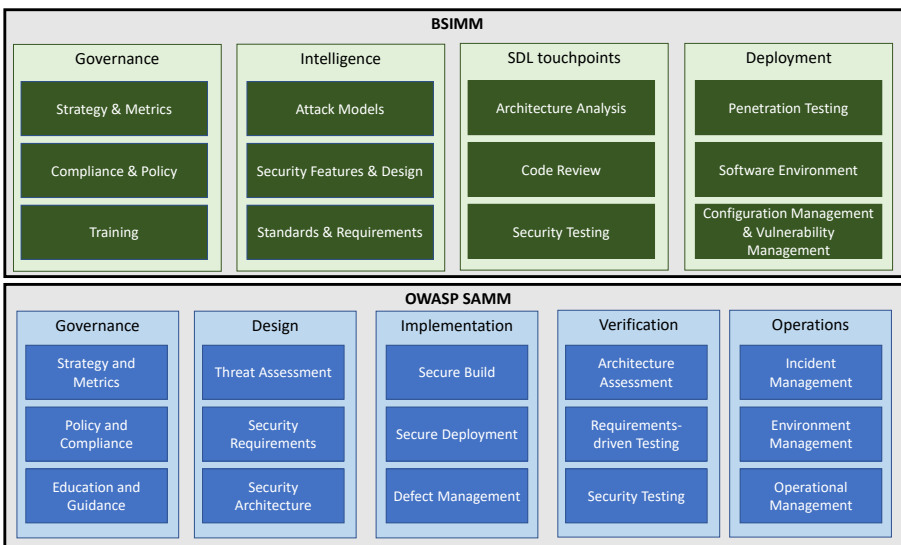 BSIMM
Governance
Strategy & Metrics
Compliance & Policy
Training
Intelligence
Attack Models
Security Features & Design
Standards & Requirements
SDL touchpoints
Architecture Analysis
Code Review
Security Testing
Deployment
Penetration Testing
Software Environment
Configuration Management
& Vulnerability
Management
OWASP SAMM
Governance
Strategy and
Metrics
Policy and
Compliance
Education and
Guidance
Design
Threat Assessment
Security
Requirements
Security
Architecture
Implementation
Secure Build
Secure Deployment
Defect Management
Verification
Architecture
Assessment
Requirements-
driven Testing
Security Testing
Operations
Incident
Management
Environment
Management
Operational
Management